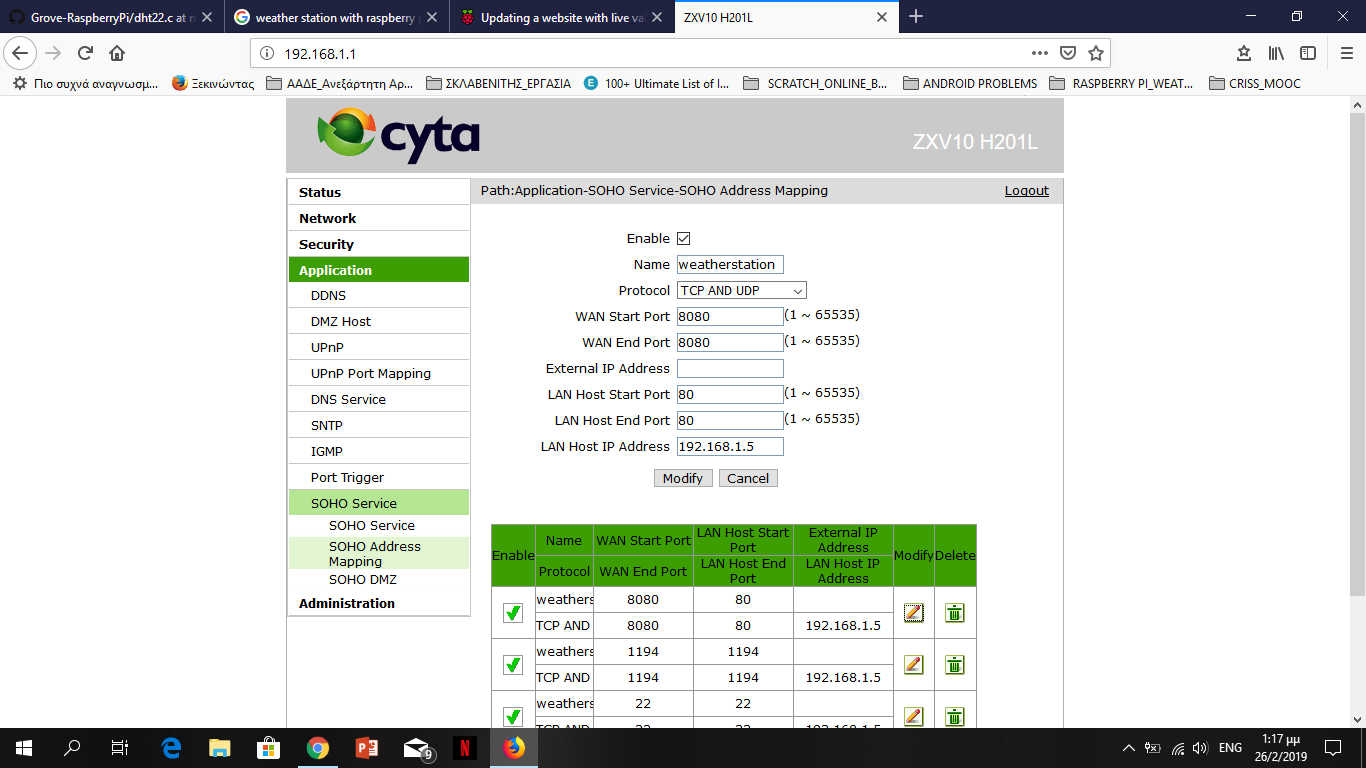 Grove-RaspberryPi/dht22.c at n
weather station with raspberry
Updating a website with live va
ZXV10 H201L
192.168.1.1
Πιο συχνά αναγνωσμ...
Ξεκινώντας
ΑΑΔΕ_Ανεξάρτητη Αρ...
ΣΚΛΑΒΕΝΙΤΗΣ_ΕΡΓΑΣΙΑ
100+ Ultimate List of I...
SCRATCH_ONLINE_B...
ANDROID PROBLEMS
RASPBERRY PI_WEAT...
CRISS_MOOC
cyta
ZXV10 H201L
Path:Application-SOHO Service-SOHO Address Mapping
Logout
Status
Network
Security
Application
DDNS
DMZ Host
UPnP
UPnP Port Mapping
DNS Service
SNTP
IGMP
Port Trigger
SOHO Service
SOHO Service
SOHO Address
Mapping
SOHO DMZ
Administration
Enable
Name weatherstation
Protocol TCP AND UDP
WAN Start Port 8080 (1 ~ 65535)
WAN End Port 8080 (1 ~ 65535)
External IP Address
LAN Host Start Port 80 (1 ~ 65535)
LAN Host End Port 80 (1 ~ 65535)
LAN Host IP Address 192.168.1.5
Modify Cancel
Enable
Name
WAN Start Port
LAN Host Start
Port
External IP
Address
Modify
Delete
Protocol
WAN End Port
LAN Host End
Port
LAN Host IP
Address
weathers 8080 80
TCP AND 8080 80 192.168.1.5
weathers 1194 1194
TCP AND 1194 1194 192.168.1.5
weathers 22 22
TCP AND 22 22 192.168.1.5
9
N
ENG
1:17 μμ
26/2/2019